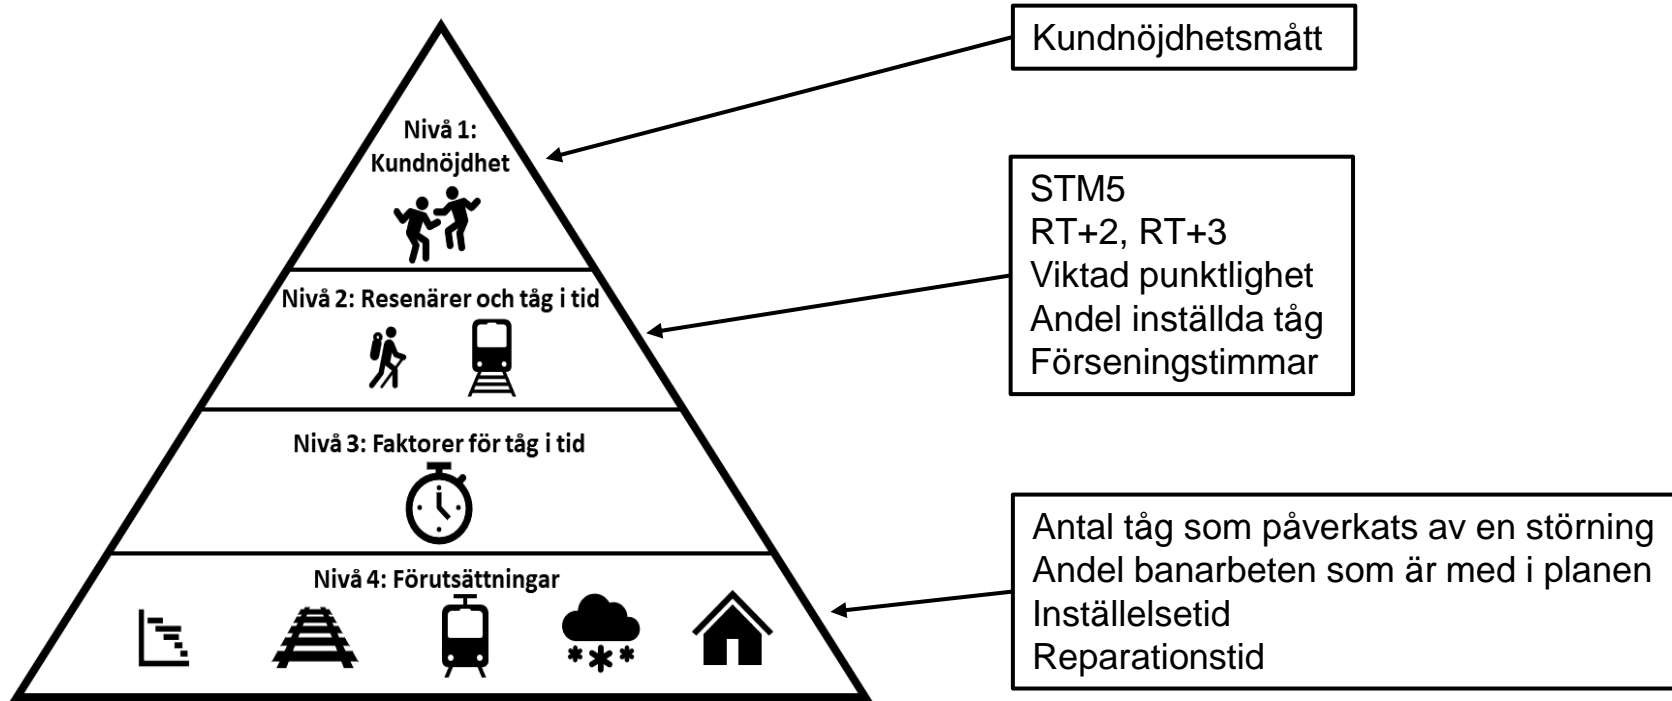 Kundnöjdhetsmått
Nivå 1:
Kundnöjdhet
STM5
RT+2, RT+3
Viktad punktlighet
Andel inställda tåg
Förseningstimmar
Nivå 2: Resenärer och tåg i tid
Nivå 3: Faktorer för tåg i tid
Antal tåg som påverkats av en störning
Andel banarbeten som är med i planen
Inställelsetid
Reparationstid
Nivå 4: Förutsättningar